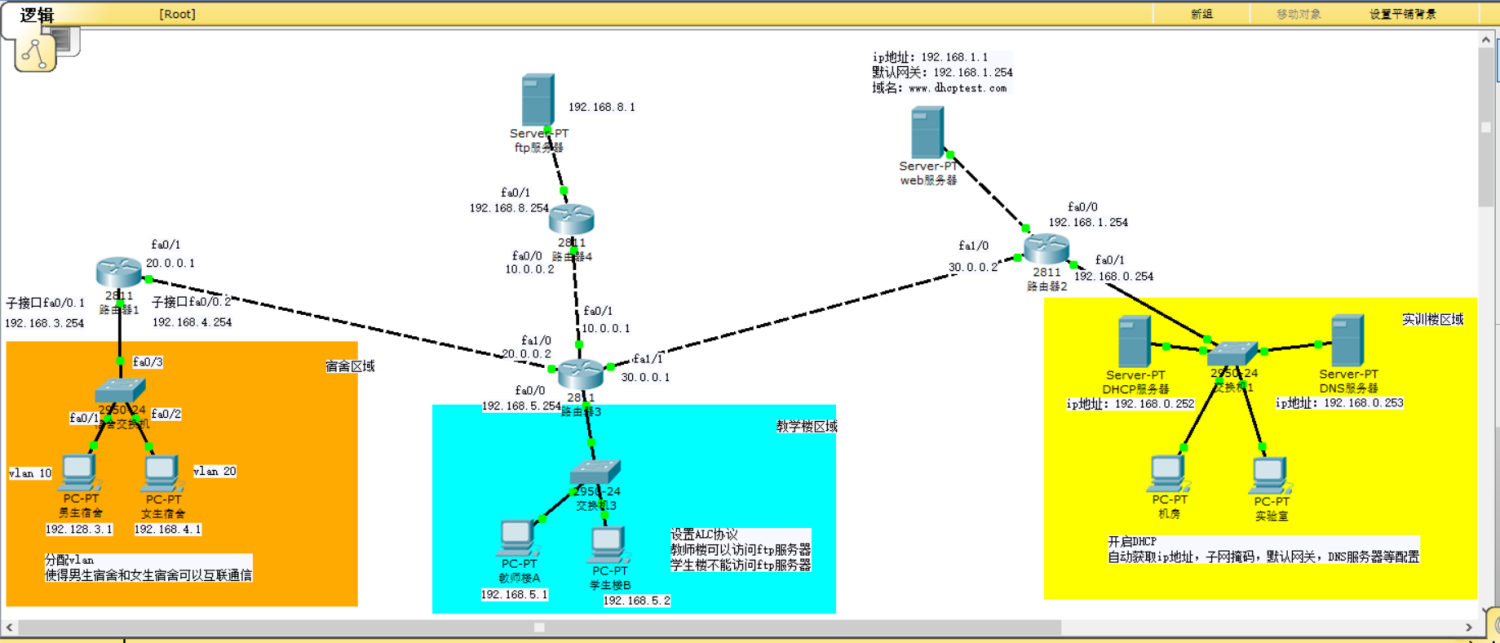 逻辑
[Root]
新组
移动对象
设置平铺背景
ip地址: 192.168.1.1
默认网关: 192.168.1.254
域名: www.dhcptest.com
192.168.8.1
Server-PT
ftp服务器
Server-PT
web服务器
fa0/1
192.168.8.254
2811
路由器4
fa0/0
10.0.0.2
fa0/0
192.168.1.254
fa1/0
30.0.0.2
fa0/1
192.168.0.254
2811
路由器2
fa0/1
20.0.0.1
2811
路由器1
子接口fa0/0.1
192.168.3.254
子接口fa0/0.2
192.168.4.254
fa0/1
10.0.0.1
fa1/0
20.0.0.2
fa1/1
30.0.0.1
fa0/0
192.168.5.254
2811
路由器3
宿舍区域
fa0/3
2950-24
宿舍交换机
fa0/1
fa0/2
vlan 10
vlan 20
PC-PT
男生宿舍
192.128.3.1
PC-PT
女生宿舍
192.168.4.1
分配vlan
使得男生宿舍和女生宿舍可以互联通信
教学楼区域
2950-24
交换机3
PC-PT
教师楼A
192.168.5.1
PC-PT
学生楼B
192.168.5.2
设置ALC协议
教师楼可以访问ftp服务器
学生楼不能访问ftp服务器
实训楼区域
Server-PT
DHCP服务器
ip地址: 192.168.0.252
2950-24
交换机1
Server-PT
DNS服务器
ip地址: 192.168.0.253
PC-PT
机房
PC-PT
实验室
开启DHCP
自动获取ip地址, 子网掩码, 默认网关, DNS服务器等配置